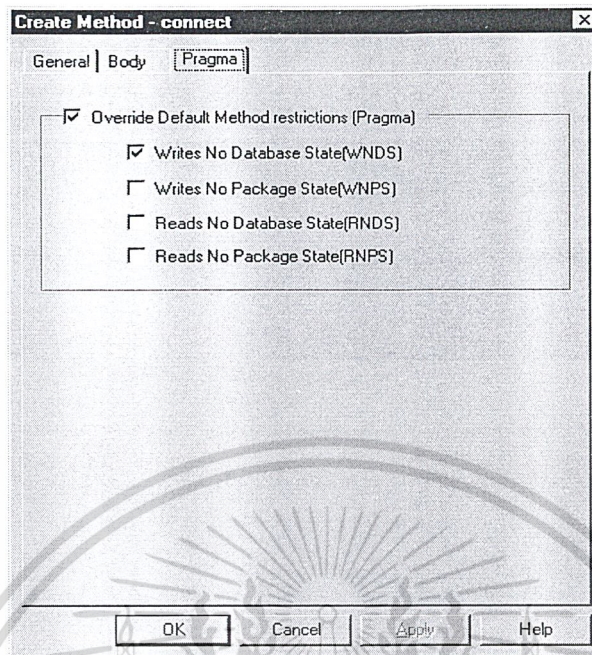 Create Method - connect
General Body Pragma
Override Default Method restrictions (Pragma)
Writes No Database State(WNDS)
Writes No Package State(WNPS)
Reads No Database State(RNDS)
Reads No Package State(RNPS)
OK Cancel Apply Help